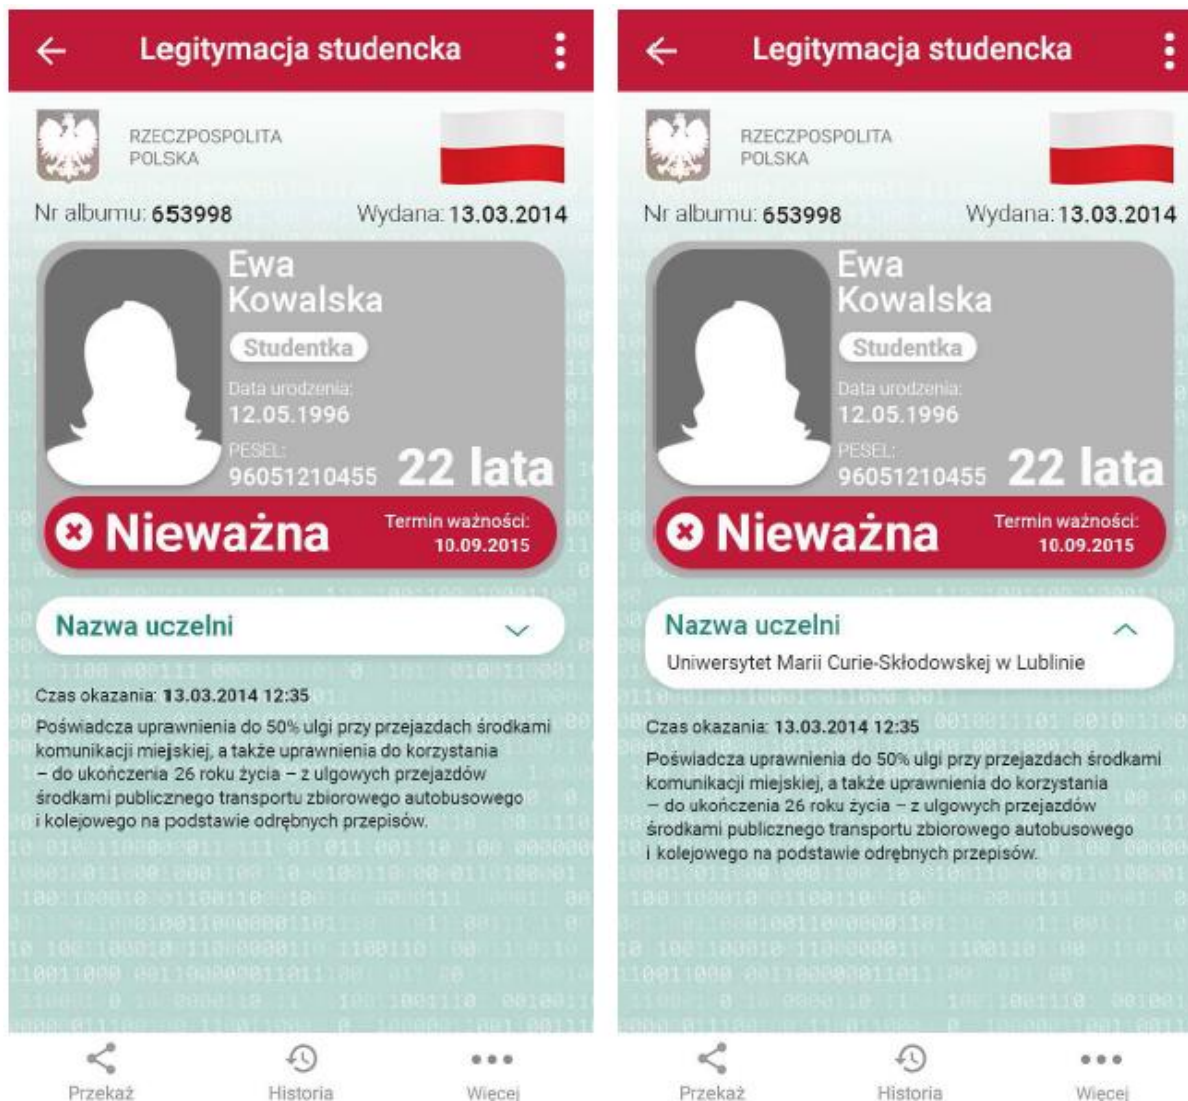 Legitymacja studencka
RZECZPOSPOLITA
POLSKA
Nr albumu: 653998 Wydana: 13.03.2014
Ewa
Kowalska
Studentka
Data urodzenia:
12.05.1996
PESEL:
96051210455 22 lata
Nieważna
Termin ważności:
10.09.2015
Nazwa uczelni
Czas okazania: 13.03.2014 12:35
Poświadcza uprawnienia do 50% ulgi przy przejazdach środkami
komunikacji miejskiej, a także uprawnienia do korzystania
– do ukończenia 26 roku życia – z ulgowych przejazdów
środkami publicznego transportu zbiorowego autobusowego
i kolejowego na podstawie odrębnych przepisów.
Przekaż Historia Więcej
Legitymacja studencka
RZECZPOSPOLITA
POLSKA
Nr albumu: 653998 Wydana: 13.03.2014
Ewa
Kowalska
Studentka
Data urodzenia:
12.05.1996
PESEL:
96051210455 22 lata
Nieważna
Termin ważności:
10.09.2015
Nazwa uczelni
Uniwersytet Marii Curie-Skłodowskej w Lublinie
Czas okazania: 13.03.2014 12:35
Poświadcza uprawnienia do 50% ulgi przy przejazdach środkami
komunikacji miejskiej, a także uprawnienia do korzystania
– do ukończenia 26 roku życia – z ulgowych przejazdów
środkami publicznego transportu zbiorowego autobusowego
i kolejowego na podstawie odrębnych przepisów.
Przekaż Historia Więcej